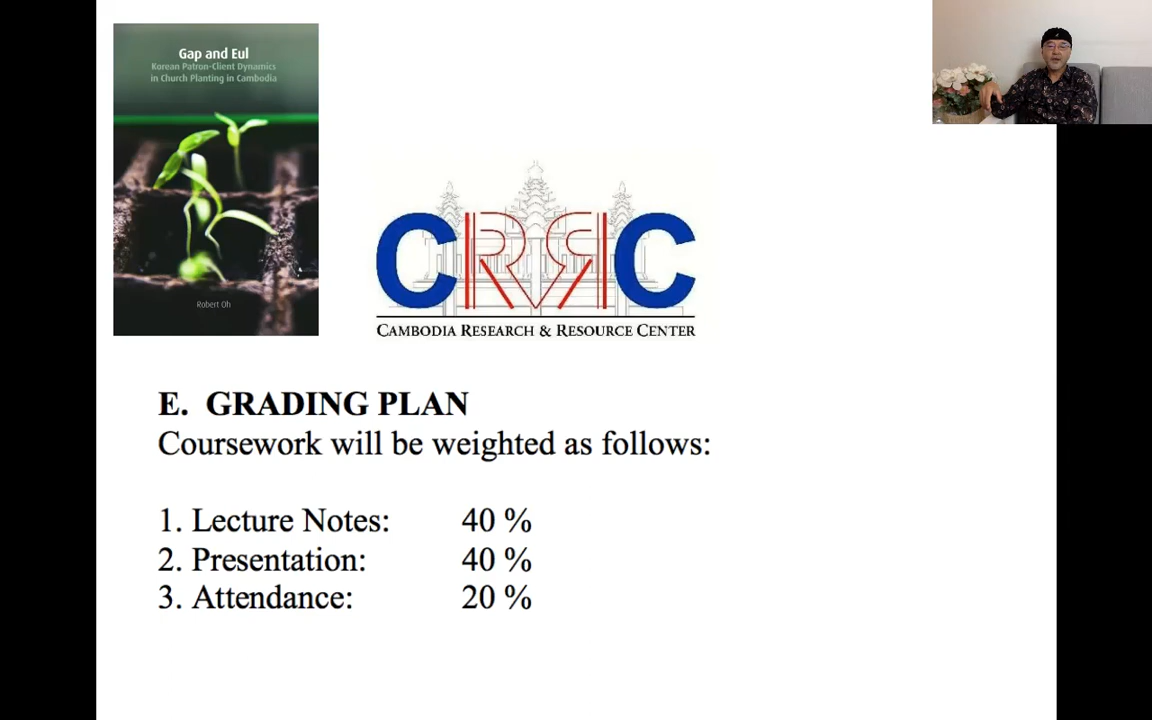 Gap and Eul
Korean Patron-Client Dynamics
in Church Planting in Cambodia
Robert Oh
CRRC
CAMBODIA RESEARCH & RESOURCE CENTER
E. GRADING PLAN
Coursework will be weighted as follows:
1. Lecture Notes: 40 %
2. Presentation: 40 %
3. Attendance: 20 %